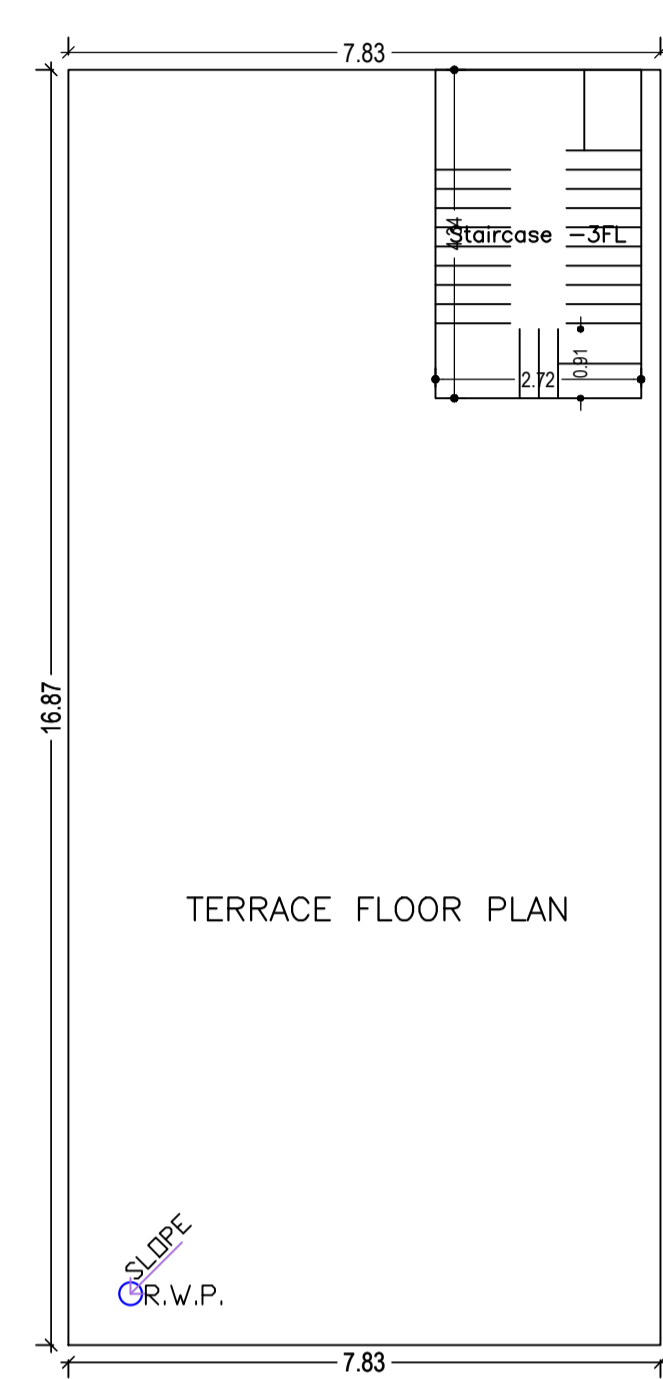 7.83
4.34
Staircase -3FL
0.91
2.72
16.87
TERRACE FLOOR PLAN
SLOPE
R.W.P.
7.83